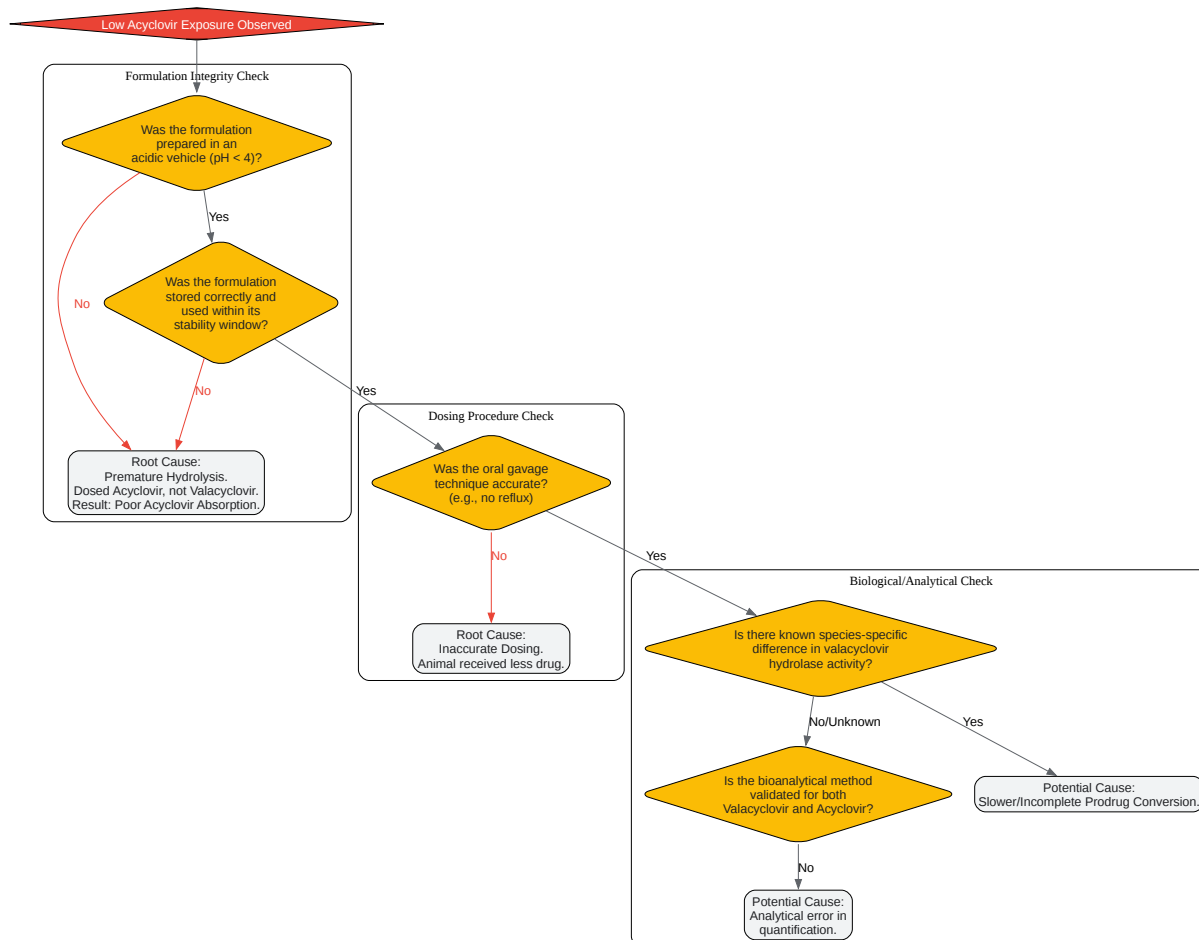 Low Acyclovir Exposure Observed
Formulation Integrity Check
Was the formulation
prepared in an
acidic vehicle (pH < 4)?
Yes
Was the formulation
stored correctly and
used within its
stability window?
No
No
Yes
Root Cause:
Premature Hydrolysis.
Dosed Acyclovir, not Valacyclovir.
Result: Poor Acyclovir Absorption.
Dosing Procedure Check
Was the oral gavage
technique accurate?
(e.g., no reflux)
No
Yes
Root Cause:
Inaccurate Dosing.
Animal received less drug.
Biological/Analytical Check
Is there known species-specific
difference in valacyclovir
hydrolase activity?
No/Unknown
Yes
Is the bioanalytical method
validated for both
Valacyclovir and Acyclovir?
Potential Cause:
Slower/Incomplete Prodrug Conversion.
No
Potential Cause:
Analytical error in
quantification.